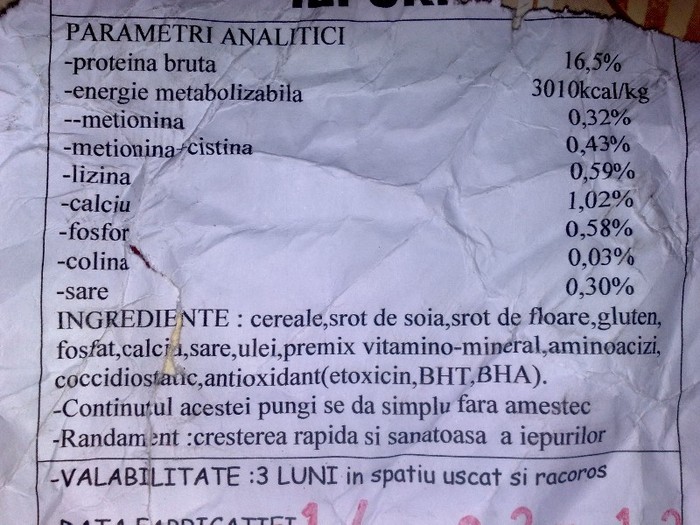 PARAMETRI ANALITICI
-proteina bruta 16,5%
-energie metabolizabila 3010kcal/kg
--metionina 0,32%
-metionina+cistina 0,43%
-lizina 0,59%
-calciu 1,02%
-fosfor 0,58%
-colina 0,03%
-sare 0,30%
INGREDIENTE : cereale,srot de soia,srot de floare,gluten,
fosfat,calciu,sare,ulei,premix vitamino-mineral,aminoacizi,
coccidiostatic,antioxidant(etoxicin,BHT,BHA).
-Continutul acestei pungi se da simplu fara amestec
-Randament :cresterea rapida si sanatoasa a iepurilor
-VALABILITATE :3 LUNI in spatiu uscat si racoros
DATA FABRICATIEI